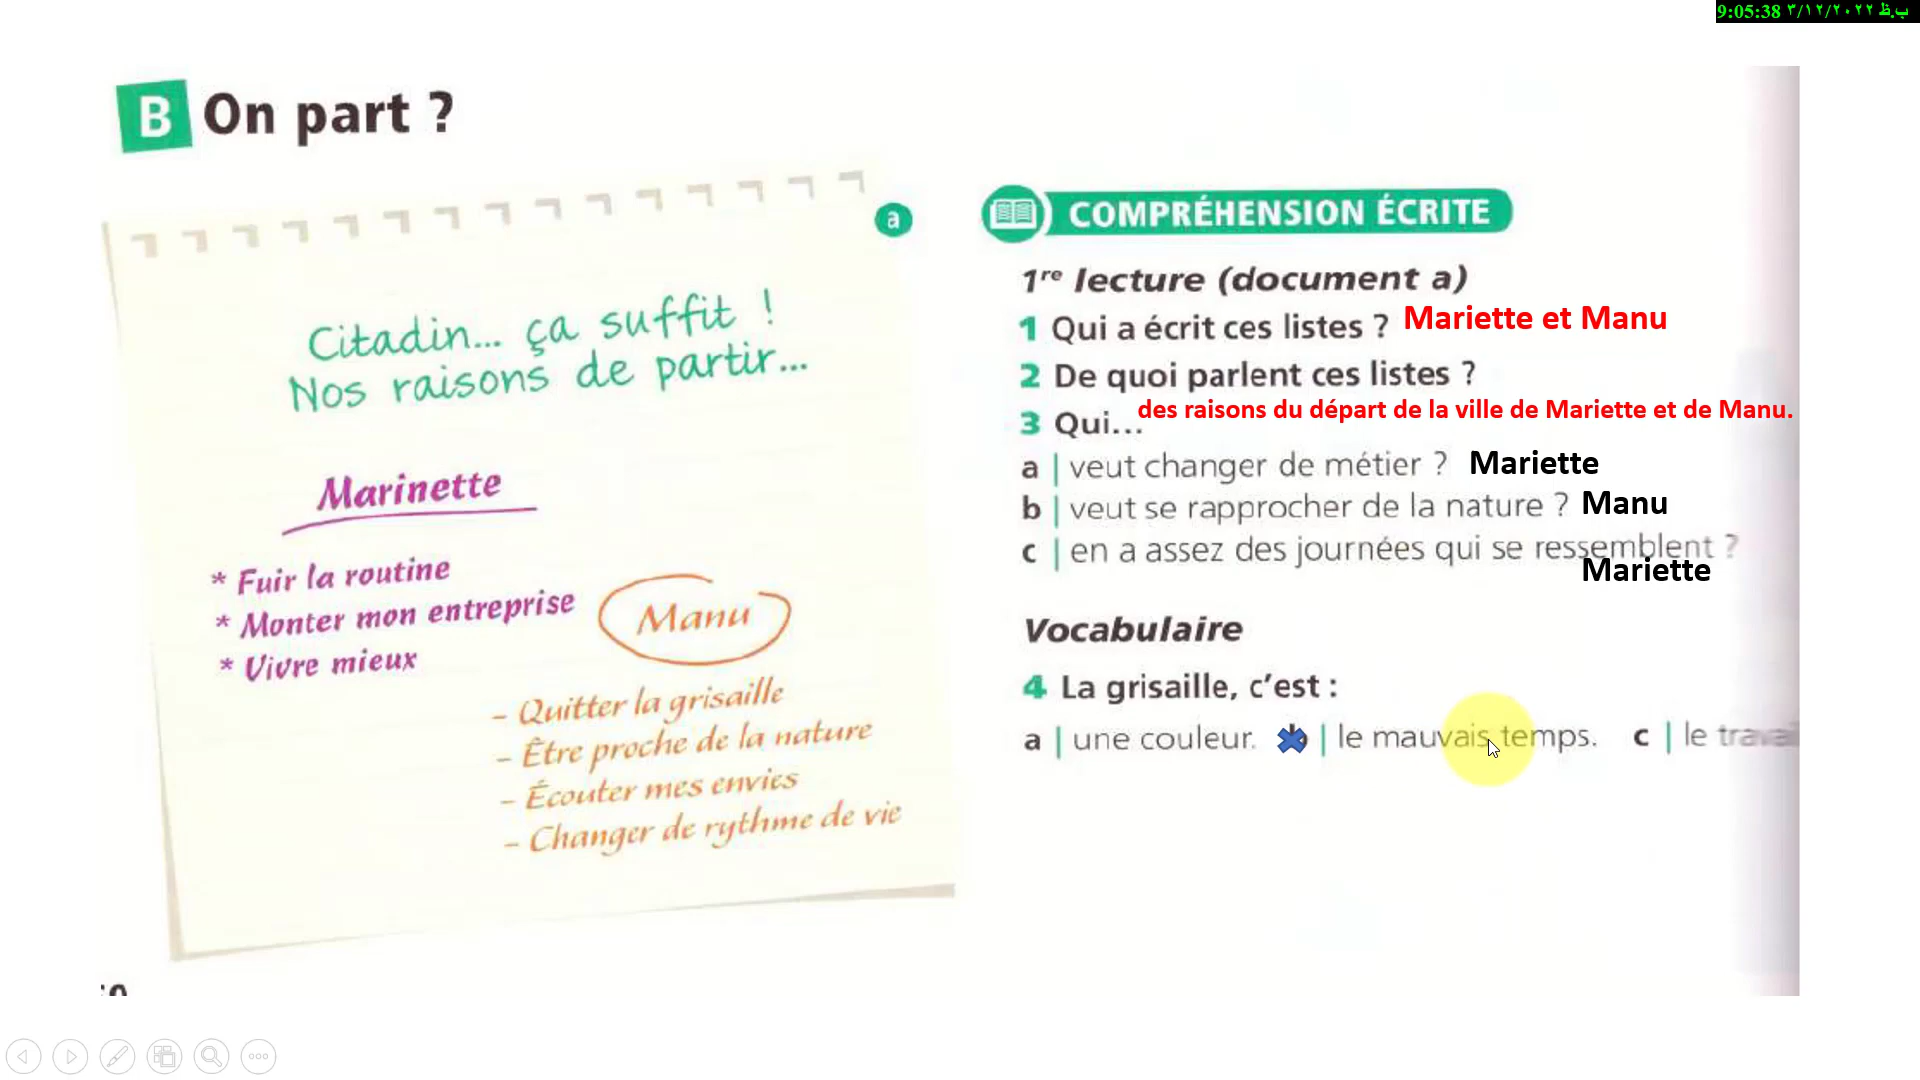 9:05:38 ب.ظ ۳/۱۲/۲۰۲۲
B On part ?
a
Citadin... ça suffit !
Nos raisons de partir...
Marinette
* Fuir la routine
* Monter mon entreprise
* Vivre mieux
Manu
- Quitter la grisaille
- Être proche de la nature
- Écouter mes envies
- Changer de rythme de vie
COMPRÉHENSION ÉCRITE
1re lecture (document a)
1 Qui a écrit ces listes ? Mariette et Manu
2 De quoi parlent ces listes ?
des raisons du départ de la ville de Mariette et de Manu.
3 Qui...
a | veut changer de métier ? Mariette
b | veut se rapprocher de la nature ? Manu
c | en a assez des journées qui se ressemblent ?
Mariette
Vocabulaire
4 La grisaille, c'est :
a | une couleur. b | le mauvais temps. c | le travail